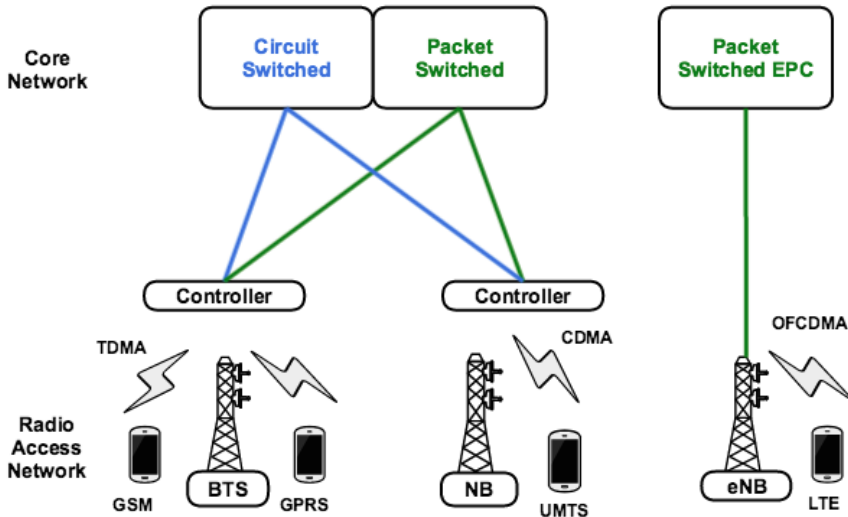 Core
Network
Circuit
Switched
Packet
Switched
Packet
Switched EPC
Controller
Controller
TDMA
CDMA
OFCDMA
Radio
Access
Network
GSM
BTS
GPRS
NB
UMTS
eNB
LTE